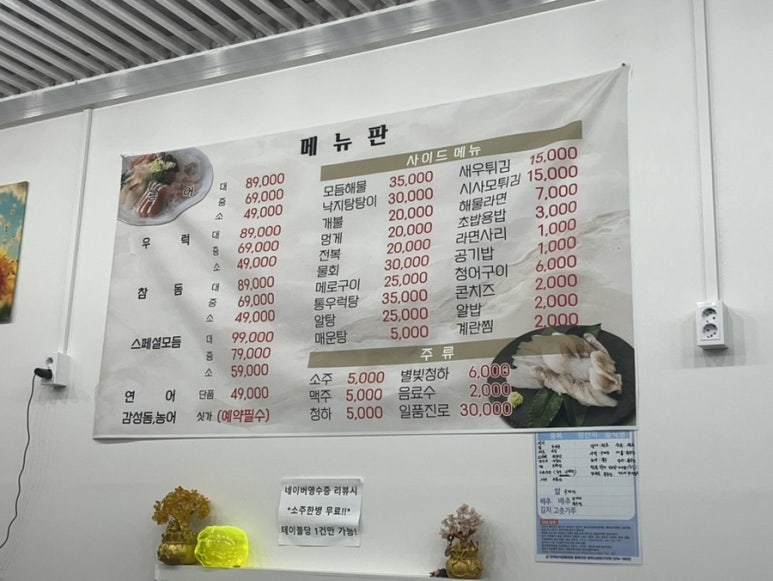 메뉴판
어 대 89,000
중 69,000
소 49,000
우럭 대 89,000
중 69,000
소 49,000
참돔 대 89,000
중 69,000
소 49,000
스페셜모듬 대 99,000
중 79,000
소 59,000
연어 단품 49,000
감성돔,농어 싯가 (예약필수)
사이드 메뉴
모듬해물 35,000
낙지탕탕이 30,000
개불 20,000
멍게 20,000
전복 20,000
물회 30,000
메로구이 25,000
통우럭탕 35,000
알탕 25,000
매운탕 5,000
새우튀김 15,000
시사모튀김 15,000
해물라면 7,000
초밥용밥 3,000
라면사리 1,000
공기밥 1,000
청어구이 6,000
콘치즈 2,000
알밥 2,000
계란찜 2,000
주류
소주 5,000
맥주 5,000
청하 5,000
별빛청하 6,000
음료수 2,000
일품진로 30,000
네이버영수증 리뷰시
*소주한병 무료!!*
테이블당 1건만 가능!
쌀
배추 배추
김치 고춧가루